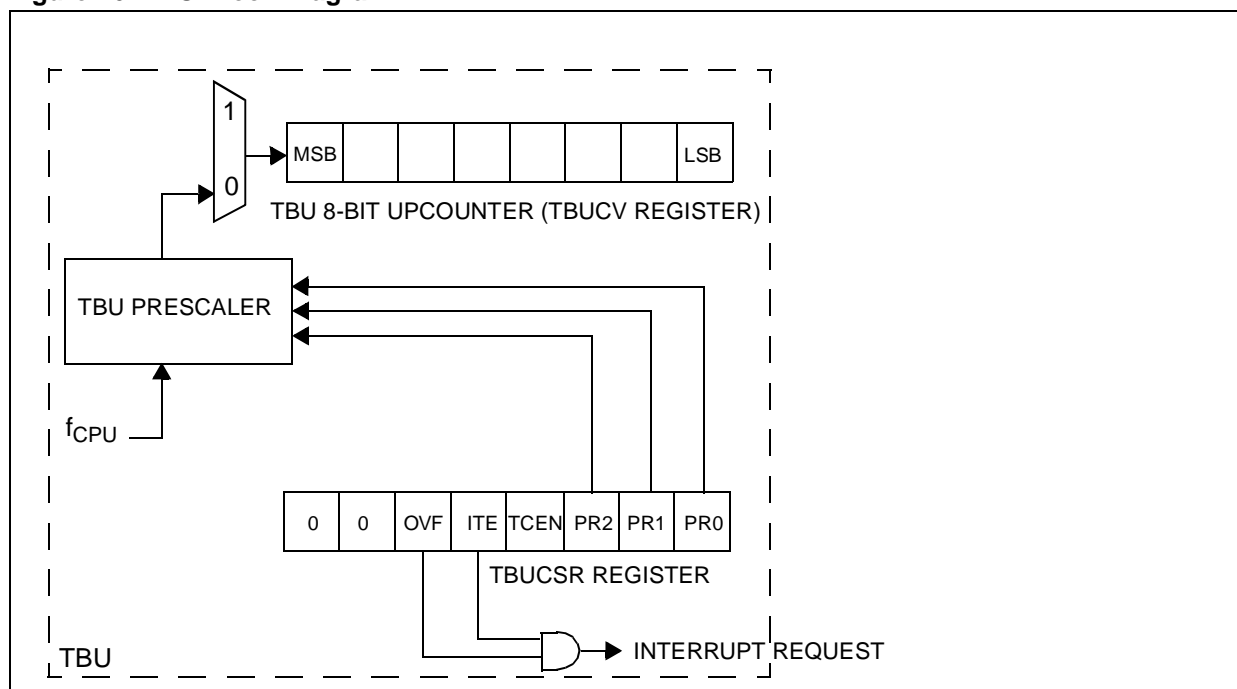 1
MSB
LSB
0
TBU 8-BIT UPCOUNTER (TBUCV REGISTER)
TBU PRESCALER
fCPU
0 0 OVF ITE TCEN PR2 PR1 PR0
TBUCSR REGISTER
INTERRUPT REQUEST
TBU